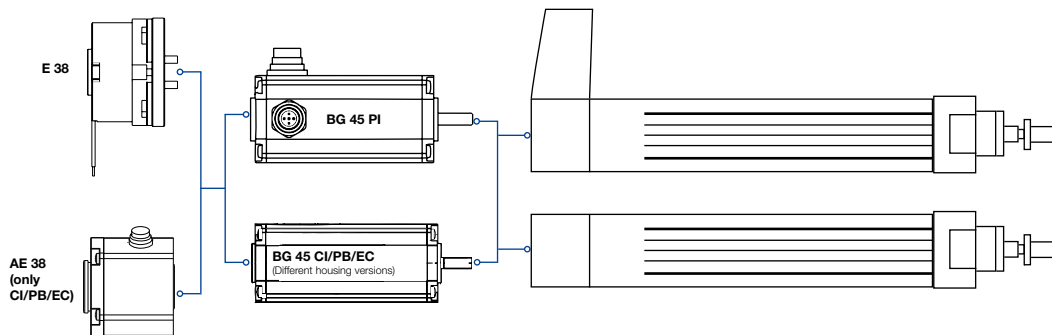 E 38
BG 45 PI
AE 38
(only
CI/PB/EC)
BG 45 CI/PB/EC
(Different housing versions)